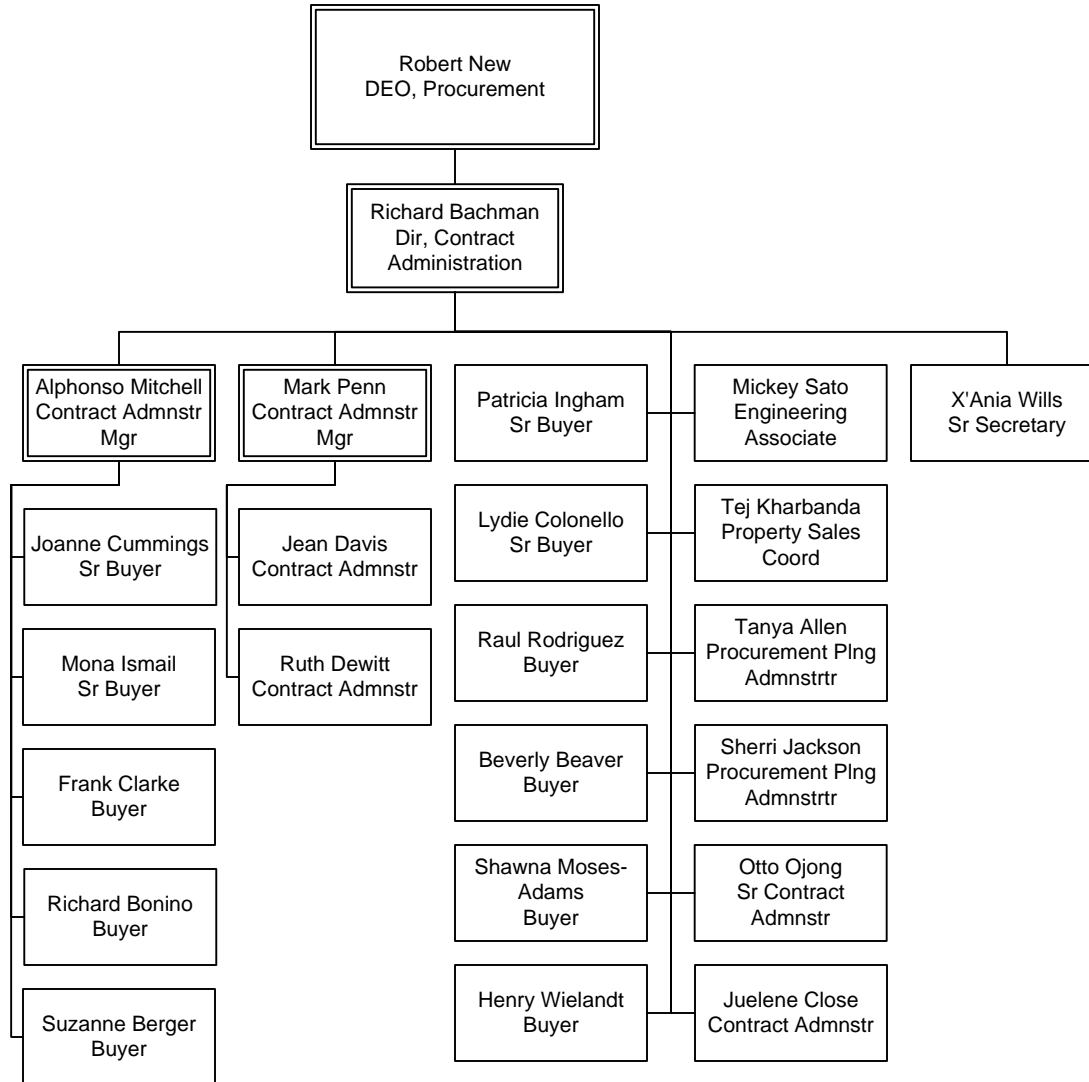 Robert New
DEO, Procurement
Richard Bachman
Dir, Contract
Administration
Alphonso Mitchell
Contract Admnstr
Mgr
Mark Penn
Contract Admnstr
Mgr
Patricia Ingham
Sr Buyer
Mickey Sato
Engineering
Associate
X'Ania Wills
Sr Secretary
Joanne Cummings
Sr Buyer
Mona Ismail
Sr Buyer
Frank Clarke
Buyer
Richard Bonino
Buyer
Suzanne Berger
Buyer
Jean Davis
Contract Admnstr
Ruth Dewitt
Contract Admnstr
Lydie Colonello
Sr Buyer
Tej Kharbanda
Property Sales
Coord
Raul Rodriguez
Buyer
Tanya Allen
Procurement Plng
Admnstrtr
Beverly Beaver
Buyer
Sherri Jackson
Procurement Plng
Admnstrtr
Shawna Moses-
Adams
Buyer
Otto Ojong
Sr Contract
Admnstr
Henry Wielandt
Buyer
Juelene Close
Contract Admnstr